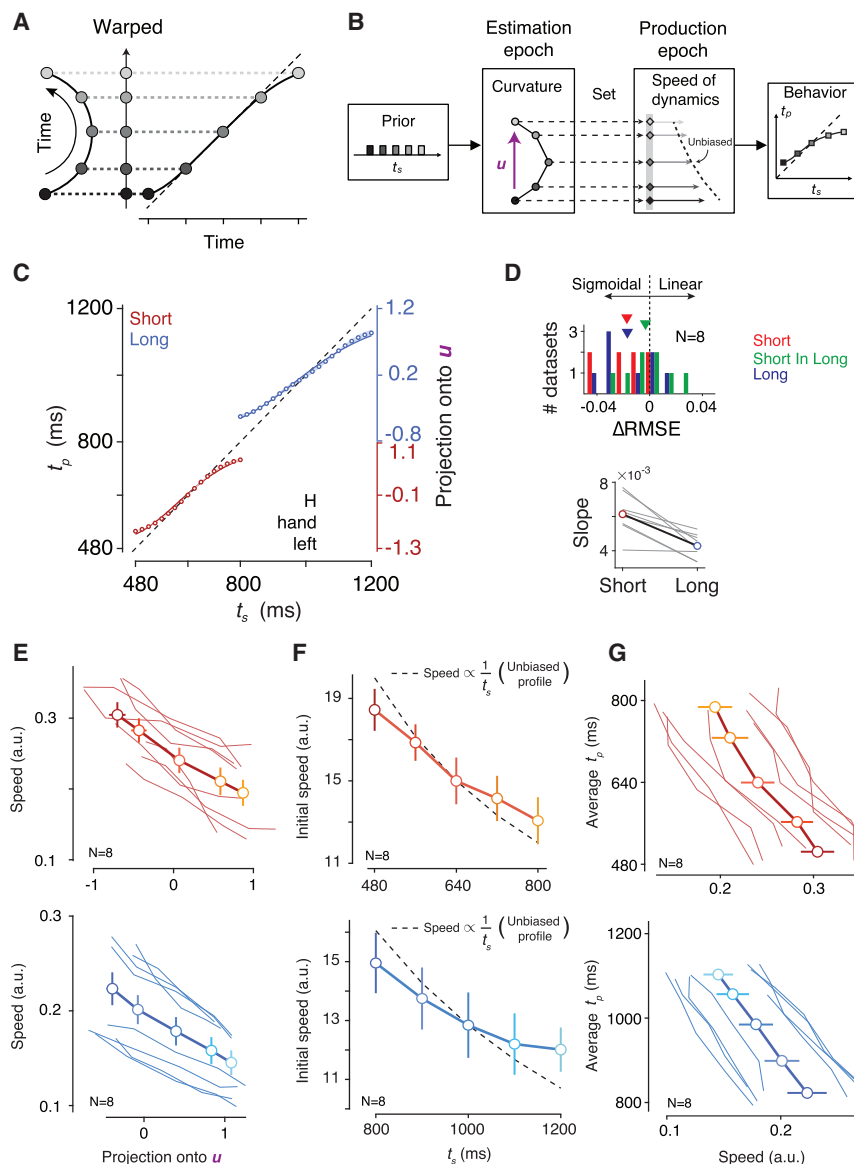 A
Warped
Time
Time
B
Estimation
epoch
Production
epoch
Prior
t_s
Curvature
u
Set
Speed of
dynamics
Unbiased
Behavior
t_p
t_s
C
1200
800
480
t_p (ms)
Short
Long
1.2
0.2
-0.8
1.1
-0.1
-1.3
Projection onto u
H
hand
left
480
800
1200
t_s (ms)
D
Sigmoidal
Linear
N=8
3
1
# datasets
-0.04
0
0.04
ΔRMSE
Short
Short In Long
Long
×10⁻³
8
4
Slope
Short
Long
E
0.3
0.1
Speed (a.u.)
N=8
-1
0
1
0.3
0.2
0.1
Speed (a.u.)
N=8
0
1
Projection onto u
F
Speed ∝ 1/t_s (Unbiased
profile)
19
17
15
13
11
Initial speed (a.u.)
N=8
480
640
800
Speed ∝ 1/t_s (Unbiased
profile)
15
13
12
11
Initial speed (a.u.)
N=8
800
1000
1200
t_s (ms)
G
800
640
480
Average t_p (ms)
N=8
0.2
0.3
1100
1000
800
Average t_p (ms)
N=8
0.1
0.2
Speed (a.u.)